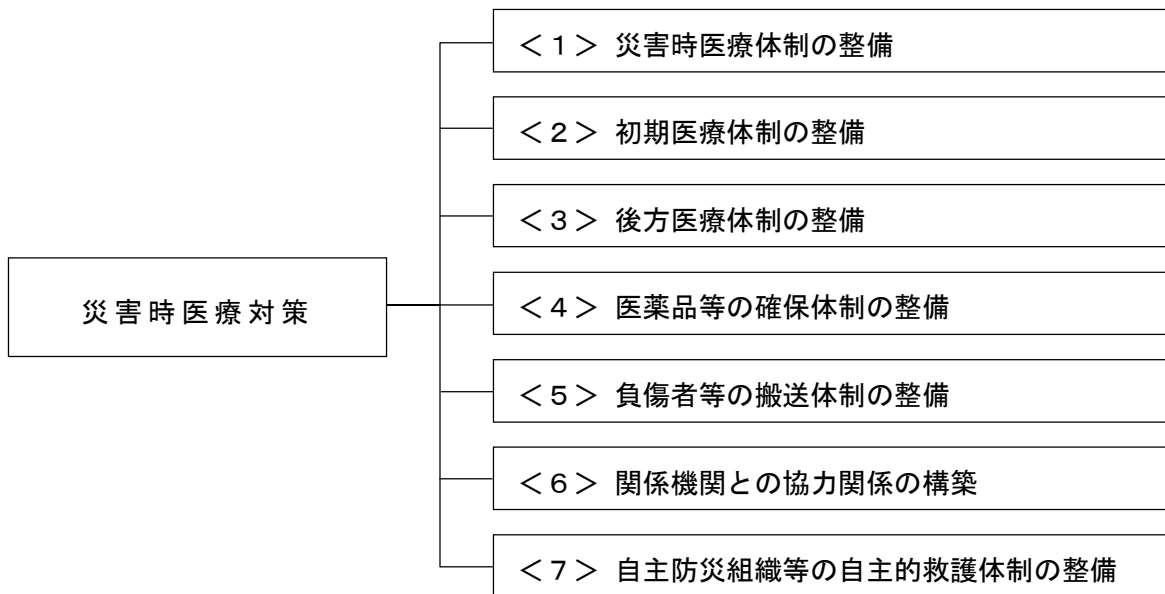 災害時医療対策
＜１＞ 災害時医療体制の整備
＜２＞ 初期医療体制の整備
＜３＞ 後方医療体制の整備
＜４＞ 医薬品等の確保体制の整備
＜５＞ 負傷者等の搬送体制の整備
＜６＞ 関係機関との協力関係の構築
＜７＞ 自主防災組織等の自主的救護体制の整備